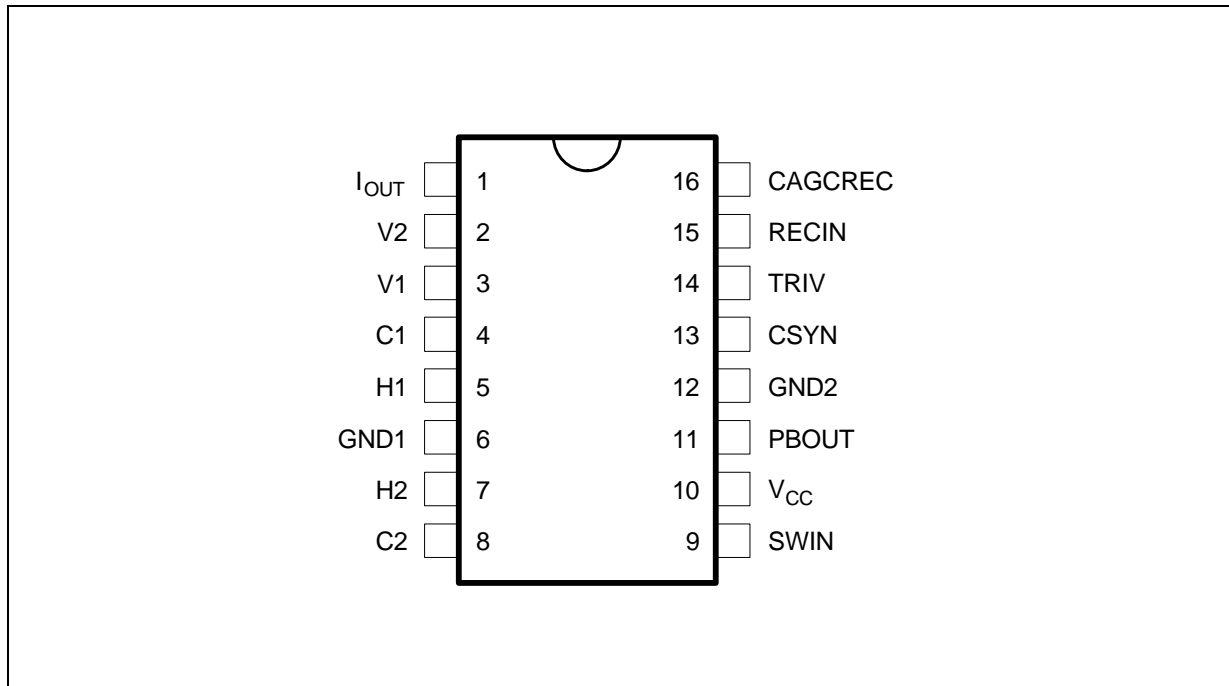 I_OUT 1 16 CAGCREC
V2 2 15 RECIN
V1 3 14 TRIV
C1 4 13 CSYN
H1 5 12 GND2
GND1 6 11 PBOUT
H2 7 10 V_CC
C2 8 9 SWIN